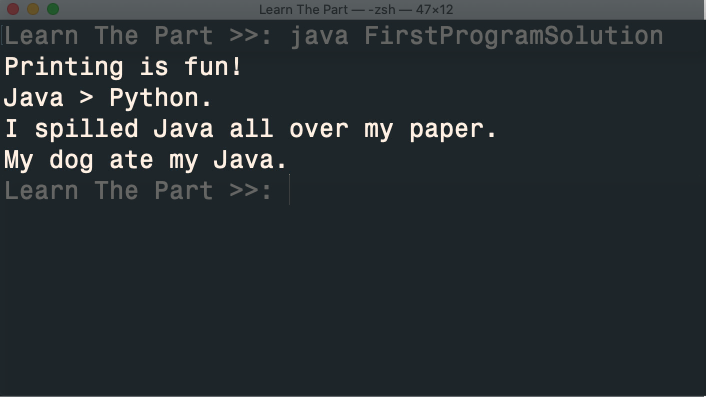 Learn The Part — -zsh — 47×12
Learn The Part >>: java FirstProgramSolution
Printing is fun!
Java > Python.
I spilled Java all over my paper.
My dog ate my Java.
Learn The Part >>: